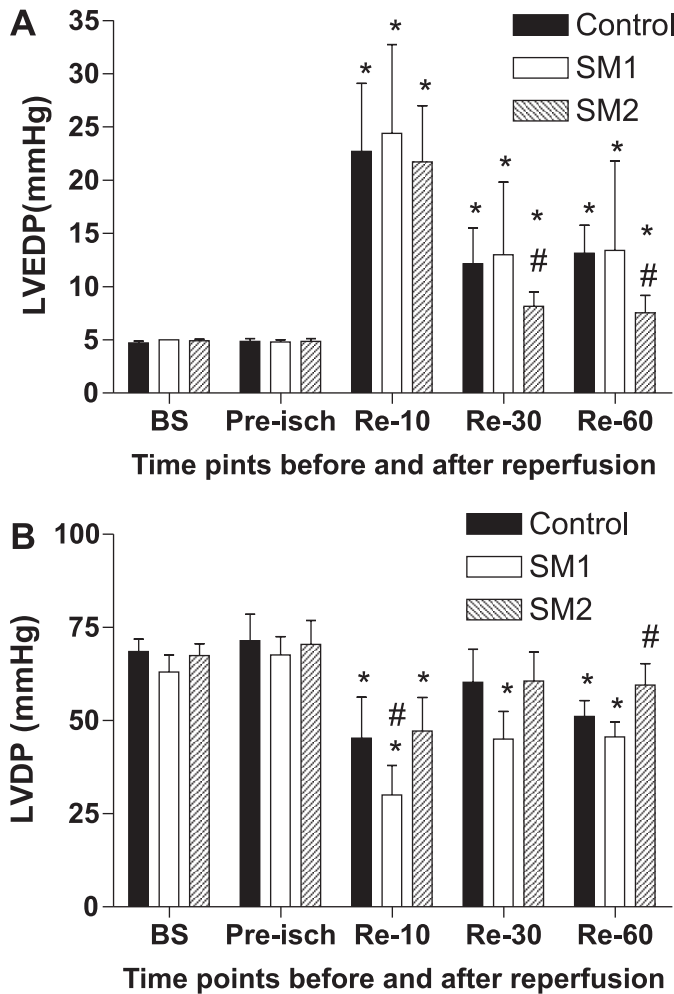 A
35
30
25
20
15
10
5
0
LVEDP(mmHg)
Control
SM1
SM2
* * *
* * * #
* * * #
BS Pre-isch Re-10 Re-30 Re-60
Time pints before and after reperfusion
B
100
75
50
25
0
LVDP (mmHg)
Control
SM1
SM2
* # * *
*
* * #
BS Pre-isch Re-10 Re-30 Re-60
Time points before and after reperfusion